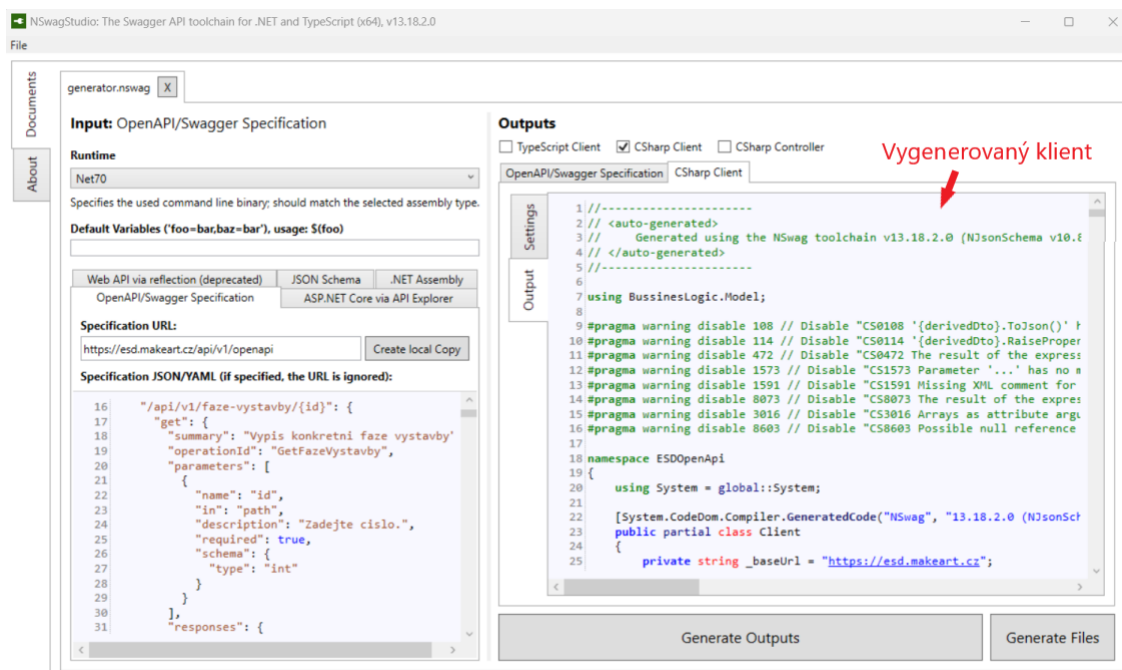 NSwagStudio: The Swagger API toolchain for .NET and TypeScript (x64), v13.18.2.0
File
Documents
About
generator.nswag X
Input: OpenAPI/Swagger Specification
Runtime
Net70
Specifies the used command line binary; should match the selected assembly type.
Default Variables ('foo=bar,baz=bar'), usage: $(foo)
Web API via reflection (deprecated) JSON Schema .NET Assembly
OpenAPI/Swagger Specification ASP.NET Core via API Explorer
Specification URL:
https://esd.makeart.cz/api/v1/openapi Create local Copy
Specification JSON/YAML (if specified, the URL is ignored):
16 "/api/v1/faze-vystavby/{id}": {
17 "get": {
18 "summary": "Vypis konkretni faze vystavby"
19 "operationId": "GetFazeVystavby",
20 "parameters": [
21 {
22 "name": "id",
23 "in": "path",
24 "description": "Zadejte cislo.",
25 "required": true,
26 "schema": {
27 "type": "int"
28 }
29 }
30 ],
31 "responses": {
Outputs
TypeScript Client CSharp Client CSharp Controller
Vygenerovaný klient
OpenAPI/Swagger Specification CSharp Client
Settings
Output
1 //----------------------
2 // <auto-generated>
3 // Generated using the NSwag toolchain v13.18.2.0 (NJsonSchema v10.8
4 // </auto-generated>
5 //----------------------
6
7 using BussinesLogic.Model;
8
9 #pragma warning disable 108 // Disable "CS0108 '{derivedDto}.ToJson()' h
10 #pragma warning disable 114 // Disable "CS0114 '{derivedDto}.RaisePrope
11 #pragma warning disable 472 // Disable "CS0472 The result of the express
12 #pragma warning disable 1573 // Disable "CS1573 Parameter '...' has no m
13 #pragma warning disable 1591 // Disable "CS1591 Missing XML comment for
14 #pragma warning disable 8073 // Disable "CS8073 The result of the expres
15 #pragma warning disable 3016 // Disable "CS3016 Arrays as attribute argu
16 #pragma warning disable 8603 // Disable "CS8603 Possible null reference
17
18 namespace ESDOpenApi
19 {
20 using System = global::System;
21
22 [System.CodeDom.Compiler.GeneratedCode("NSwag", "13.18.2.0 (NJsonSch
23 public partial class Client
24 {
25 private string _baseUrl = "https://esd.makeart.cz";
Generate Outputs Generate Files